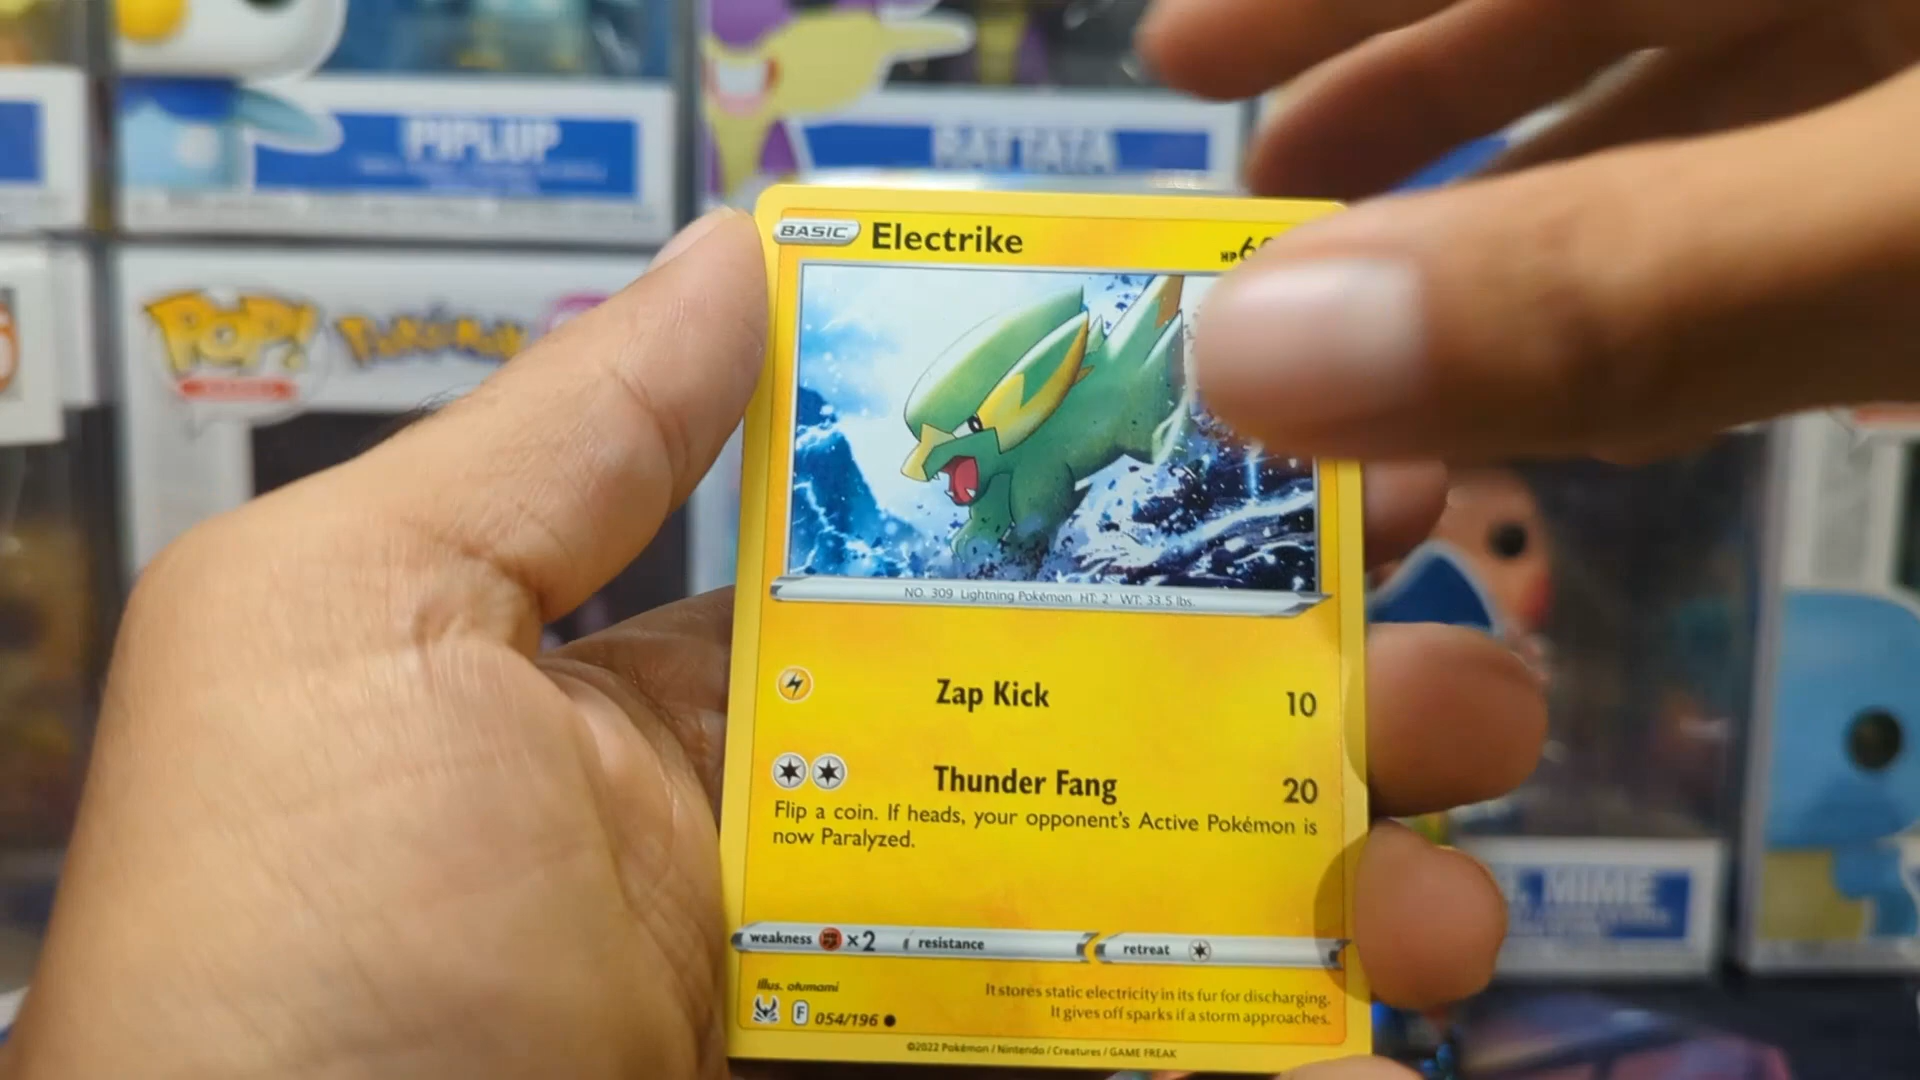 PIPLUP
RATTATA
POP!
POKÉMON
BASIC Electrike HP 6
NO. 309 Lightning Pokémon HT: 2' WT: 33.5 lbs.
Zap Kick 10
Thunder Fang 20
Flip a coin. If heads, your opponent's Active Pokémon is
now Paralyzed.
MIME
weakness ×2 resistance retreat
Illus. otumami
It stores static electricity in its fur for discharging.
It gives off sparks if a storm approaches.
F 054/196
©2022 Pokémon / Nintendo / Creatures / GAME FREAK